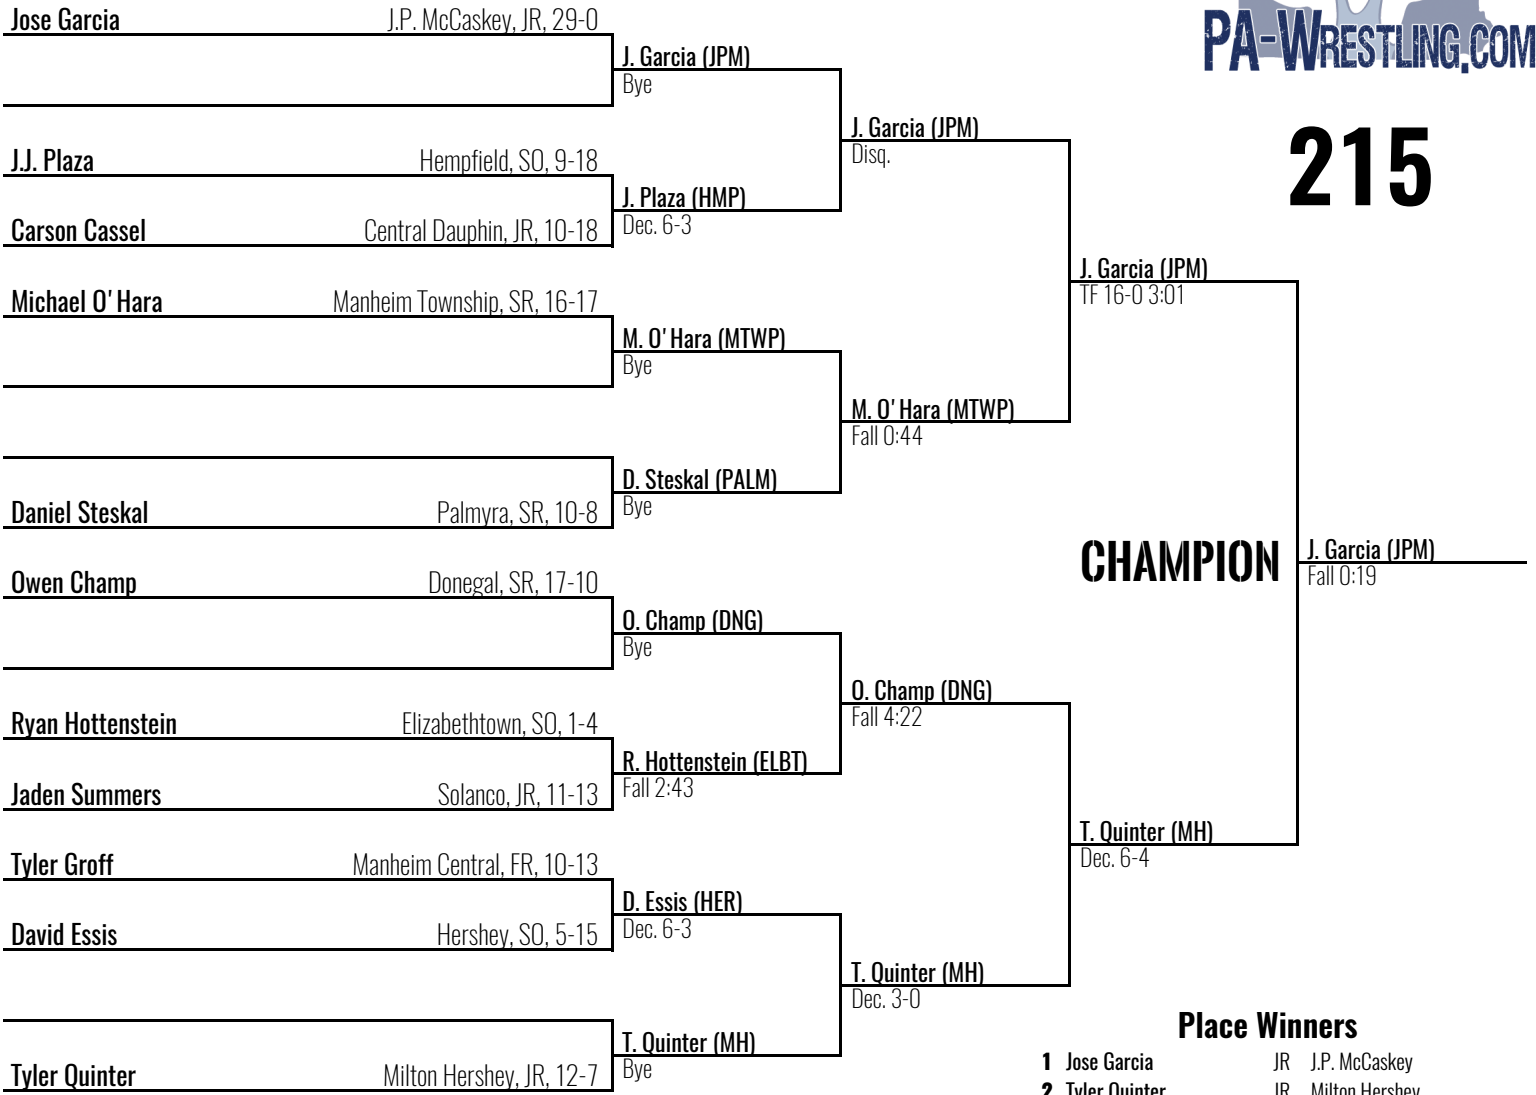 Jose Garcia J.P. McCaskey, JR, 29-0
PA-WRESTLING.COM
J. Garcia (JPM)
Bye
215
J. Garcia (JPM)
Disq.
J.J. Plaza Hempfield, SO, 9-18
J. Plaza (HMP)
Dec. 6-3
Carson Cassel Central Dauphin, JR, 10-18
J. Garcia (JPM)
TF 16-0 3:01
Michael O'Hara Manheim Township, SR, 16-17
M. O'Hara (MTWP)
Bye
M. O'Hara (MTWP)
Fall 0:44
D. Steskal (PALM)
Bye
Daniel Steskal Palmyra, SR, 10-8
CHAMPION
J. Garcia (JPM)
Fall 0:19
Owen Champ Donegal, SR, 17-10
O. Champ (DNG)
Bye
O. Champ (DNG)
Fall 4:22
Ryan Hottenstein Elizabethtown, SO, 1-4
R. Hottenstein (ELBT)
Fall 2:43
Jaden Summers Solanco, JR, 11-13
T. Quinter (MH)
Dec. 6-4
Tyler Groff Manheim Central, FR, 10-13
D. Essis (HER)
Dec. 6-3
David Essis Hershey, SO, 5-15
T. Quinter (MH)
Dec. 3-0
T. Quinter (MH)
Bye
Tyler Quinter Milton Hershey, JR, 12-7
Place Winners
1 Jose Garcia JR J.P. McCaskey
2 Tyler Quinter JR Milton Hershey